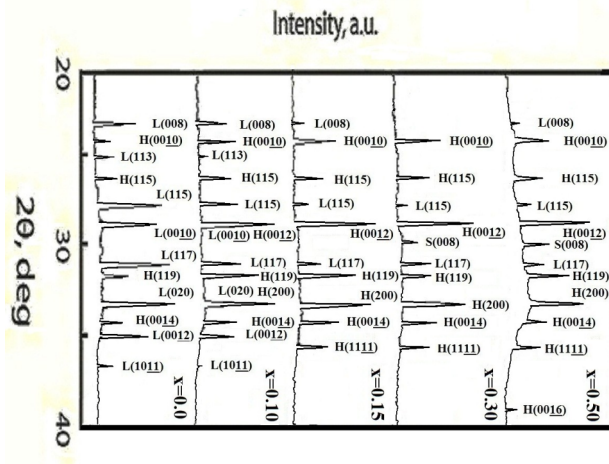 Intensity, a.u.
20
30
40
2θ, deg
L(008)
H(0010)
L(113)
H(115)
L(115)
L(0010)
L(117)
H(119)
L(020)
H(0014)
L(0012)
L(1011)
x=0.0
L(008)
H(0010)
L(113)
H(115)
L(115)
L(0010) H(0012)
L(117)
H(119)
L(020) H(200)
H(0014)
L(0012)
L(1011)
x=0.10
L(008)
H(0010)
H(115)
L(115)
H(0012)
L(117)
H(119)
H(200)
H(0014)
H(1111)
x=0.15
L(008)
H(0010)
H(115)
L(115)
H(0012)
S(008)
L(117)
H(119)
H(200)
H(0014)
H(1111)
x=0.30
L(008)
H(0010)
H(115)
L(115)
H(0012)
S(008)
L(117)
H(119)
H(200)
H(0014)
H(1111)
H(0016)
x=0.50